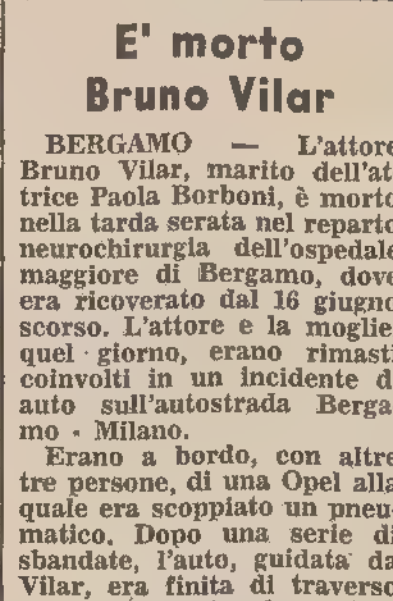 E' morto
Bruno Vilar
BERGAMO — L'attore
Bruno Vilar, marito dell'at
trice Paola Borboni, è morto
nella tarda serata nel reparto
neurochirurgia dell'ospedale
maggiore di Bergamo, dove
era ricoverato dal 16 giugno
scorso. L'attore e la moglie,
quel giorno, erano rimasti
coinvolti in un incidente d
auto sull'autostrada Berga
mo - Milano.
Erano a bordo, con altre
tre persone, di una Opel alla
quale era scoppiato un pneu-
matico. Dopo una serie di
sbandate, l'auto, guidata da
Vilar, era finita di traverso